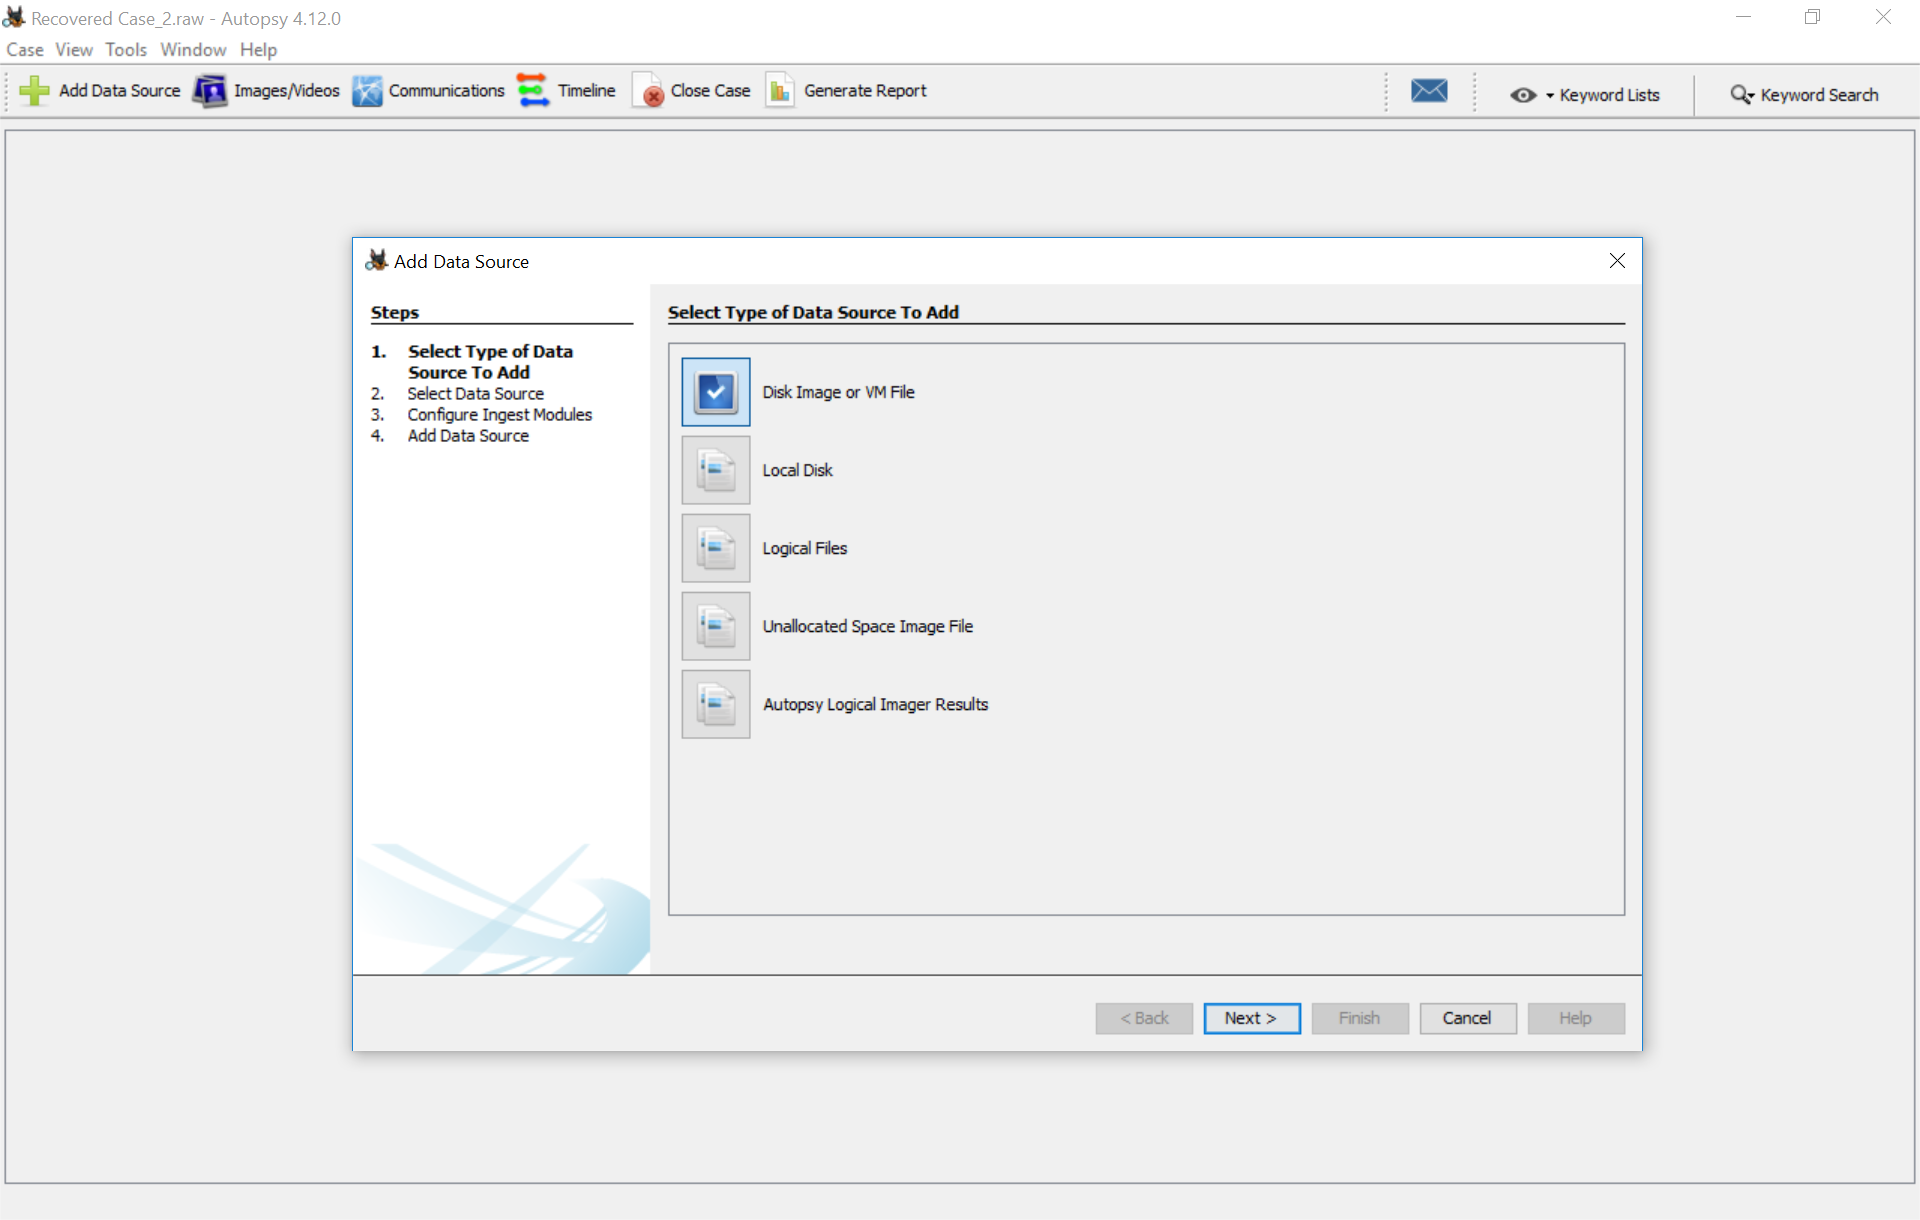 Recovered Case_2.raw - Autopsy 4.12.0
Case View Tools Window Help
Add Data Source Images/Videos Communications Timeline Close Case Generate Report Keyword Lists Keyword Search
Add Data Source
Steps
1. Select Type of Data
Source To Add
2. Select Data Source
3. Configure Ingest Modules
4. Add Data Source
Select Type of Data Source To Add
Disk Image or VM File
Local Disk
Logical Files
Unallocated Space Image File
Autopsy Logical Imager Results
< Back Next > Finish Cancel Help